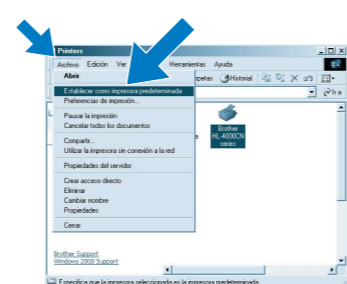 Printers
Archivo Edición Ver Herramientas Ayuda
Historial
Ir a
Abrir
Establecer como impresora predeterminada
Preferencias de impresión...
Pausar la impresión
Cancelar todos los documentos
Compartir...
Utilizar la impresora sin conexión a la red
Propiedades del servidor
Crear acceso directo
Eliminar
Cambiar nombre
Propiedades
Cerrar
Brother
HL-4000CN
series
Brother Support
Windows 2000 Support
Especifica que la impresora seleccionada es la impresora predeterminada.